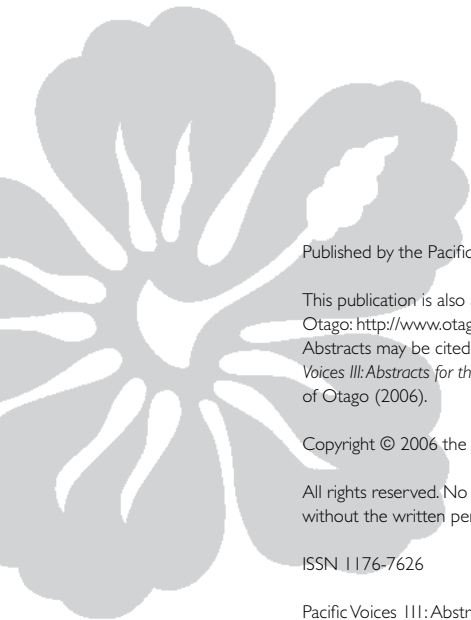 Published by the Pacific
This publication is also
Otago: http://www.otag
Abstracts may be cited
Voices III: Abstracts for th
of Otago (2006).
Copyright © 2006 the
All rights reserved. No
without the written per
ISSN 1176-7626
Pacific Voices III: Abstr